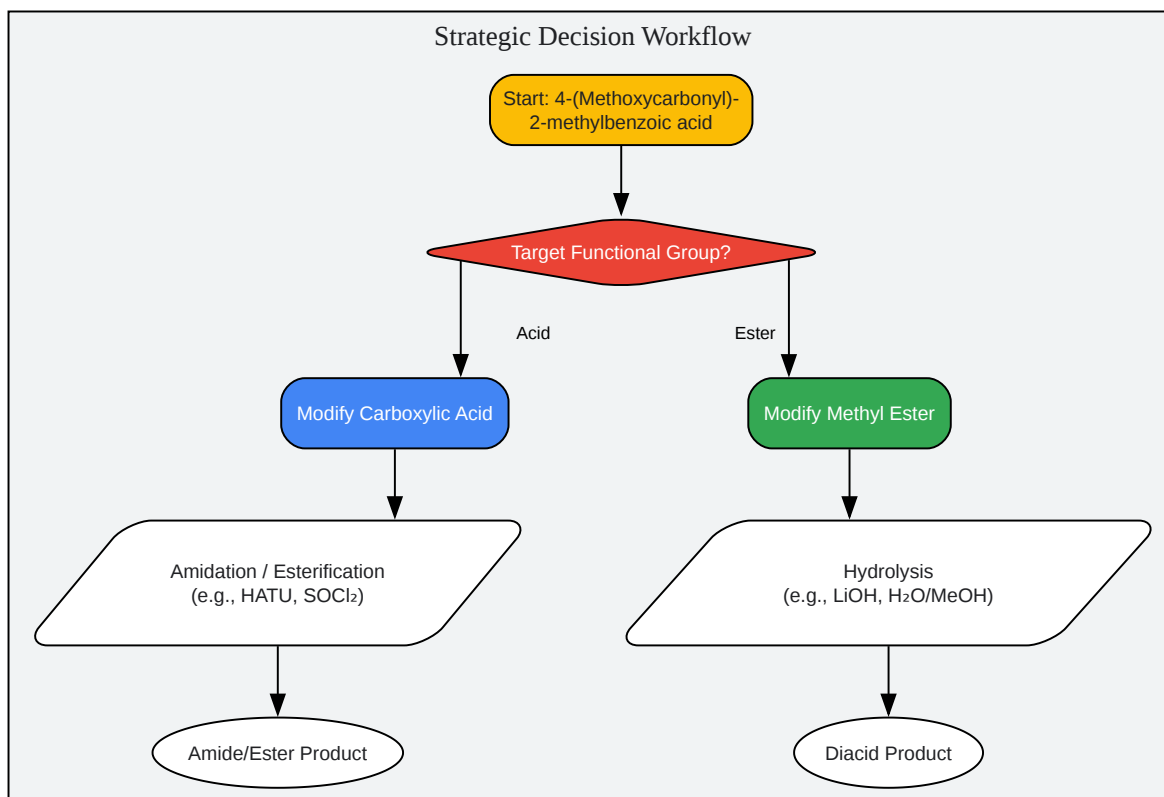 Strategic Decision Workflow
Start: 4-(Methoxycarbonyl)-
2-methylbenzoic acid
Target Functional Group?
Acid
Ester
Modify Carboxylic Acid
Modify Methyl Ester
Amidation / Esterification
(e.g., HATU, SOCl₂)
Hydrolysis
(e.g., LiOH, H₂O/MeOH)
Amide/Ester Product
Diacid Product